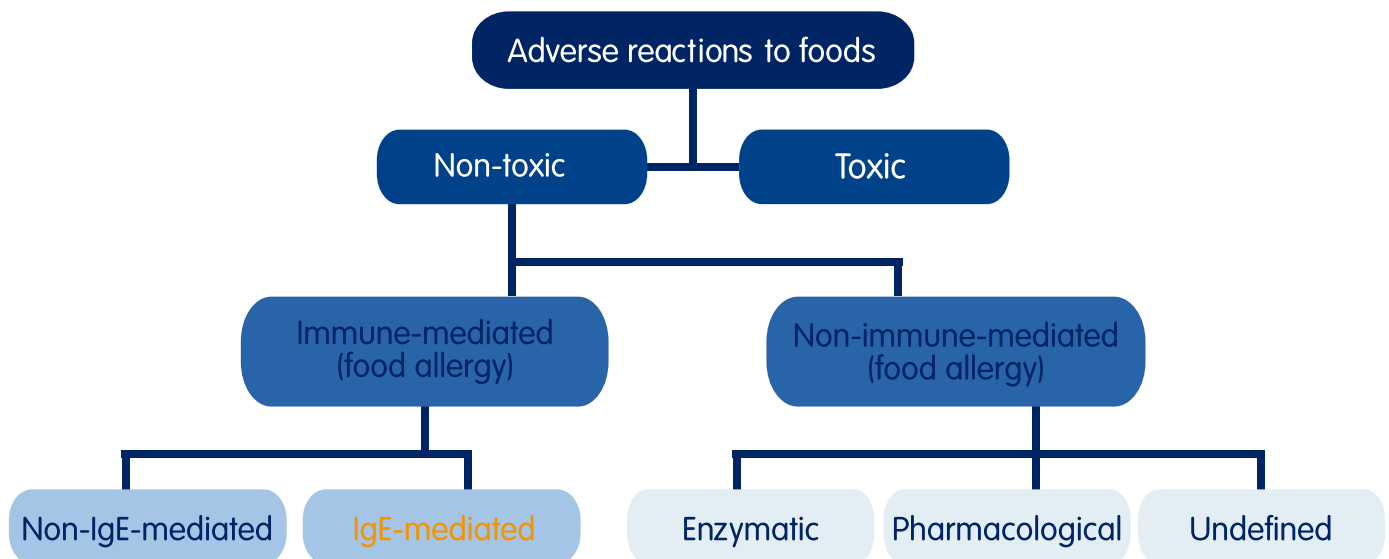 Adverse reactions to foods
Non-toxic
Toxic
Immune-mediated
(food allergy)
Non-immune-mediated
(food allergy)
Non-IgE-mediated
IgE-mediated
Enzymatic
Pharmacological
Undefined